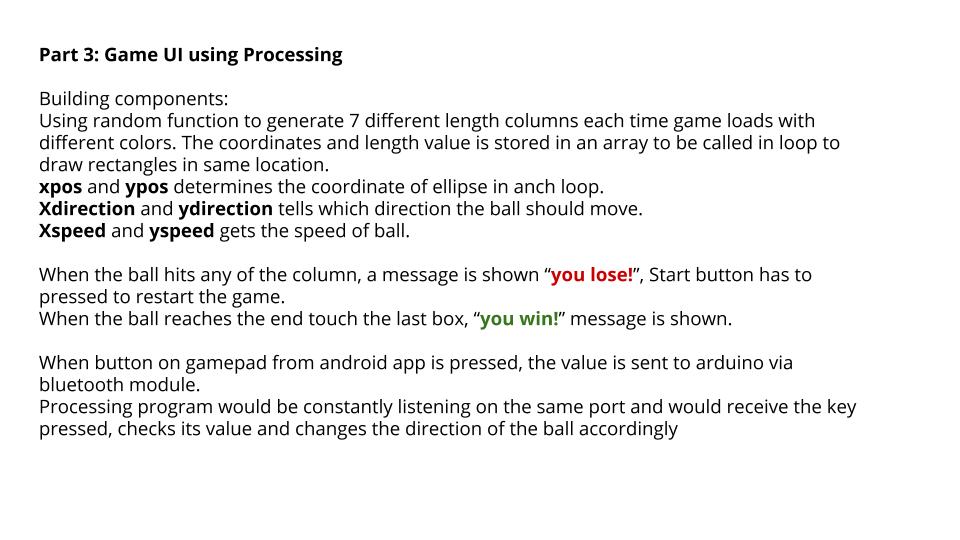 Part 3: Game UI using Processing
Building components:
Using random function to generate 7 different length columns each time game loads with
different colors. The coordinates and length value is stored in an array to be called in loop to
draw rectangles in same location.
xpos and ypos determines the coordinate of ellipse in anch loop.
Xdirection and ydirection tells which direction the ball should move.
Xspeed and yspeed gets the speed of ball.
When the ball hits any of the column, a message is shown “you lose!”, Start button has to
pressed to restart the game.
When the ball reaches the end touch the last box, “you win!” message is shown.
When button on gamepad from android app is pressed, the value is sent to arduino via
bluetooth module.
Processing program would be constantly listening on the same port and would receive the key
pressed, checks its value and changes the direction of the ball accordingly